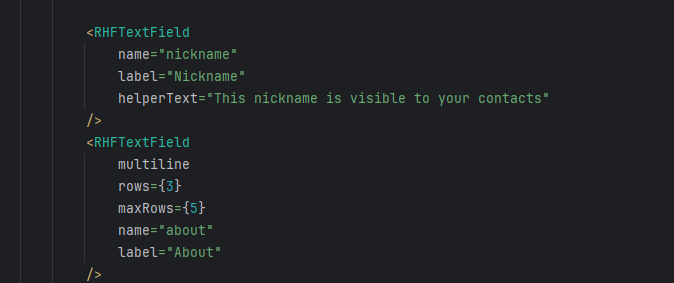 <RHFTextField
name="nickname"
label="Nickname"
helperText="This nickname is visible to your contacts"
/>
<RHFTextField
multiline
rows={3}
maxRows={5}
name="about"
label="About"
/>